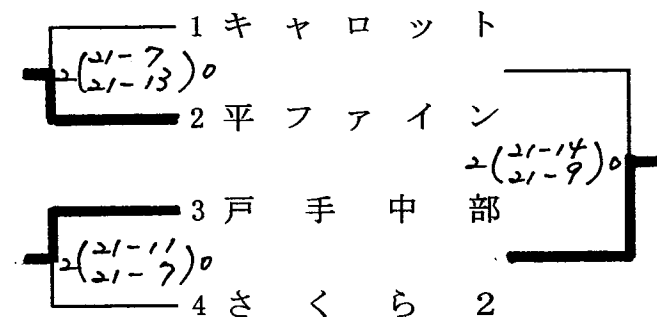 1 キャロット
2(21-7 21-13)0
2 平ファイン
2(21-14 21-9)0
3 戸手中部
2(21-11 21-7)0
4 さくら2